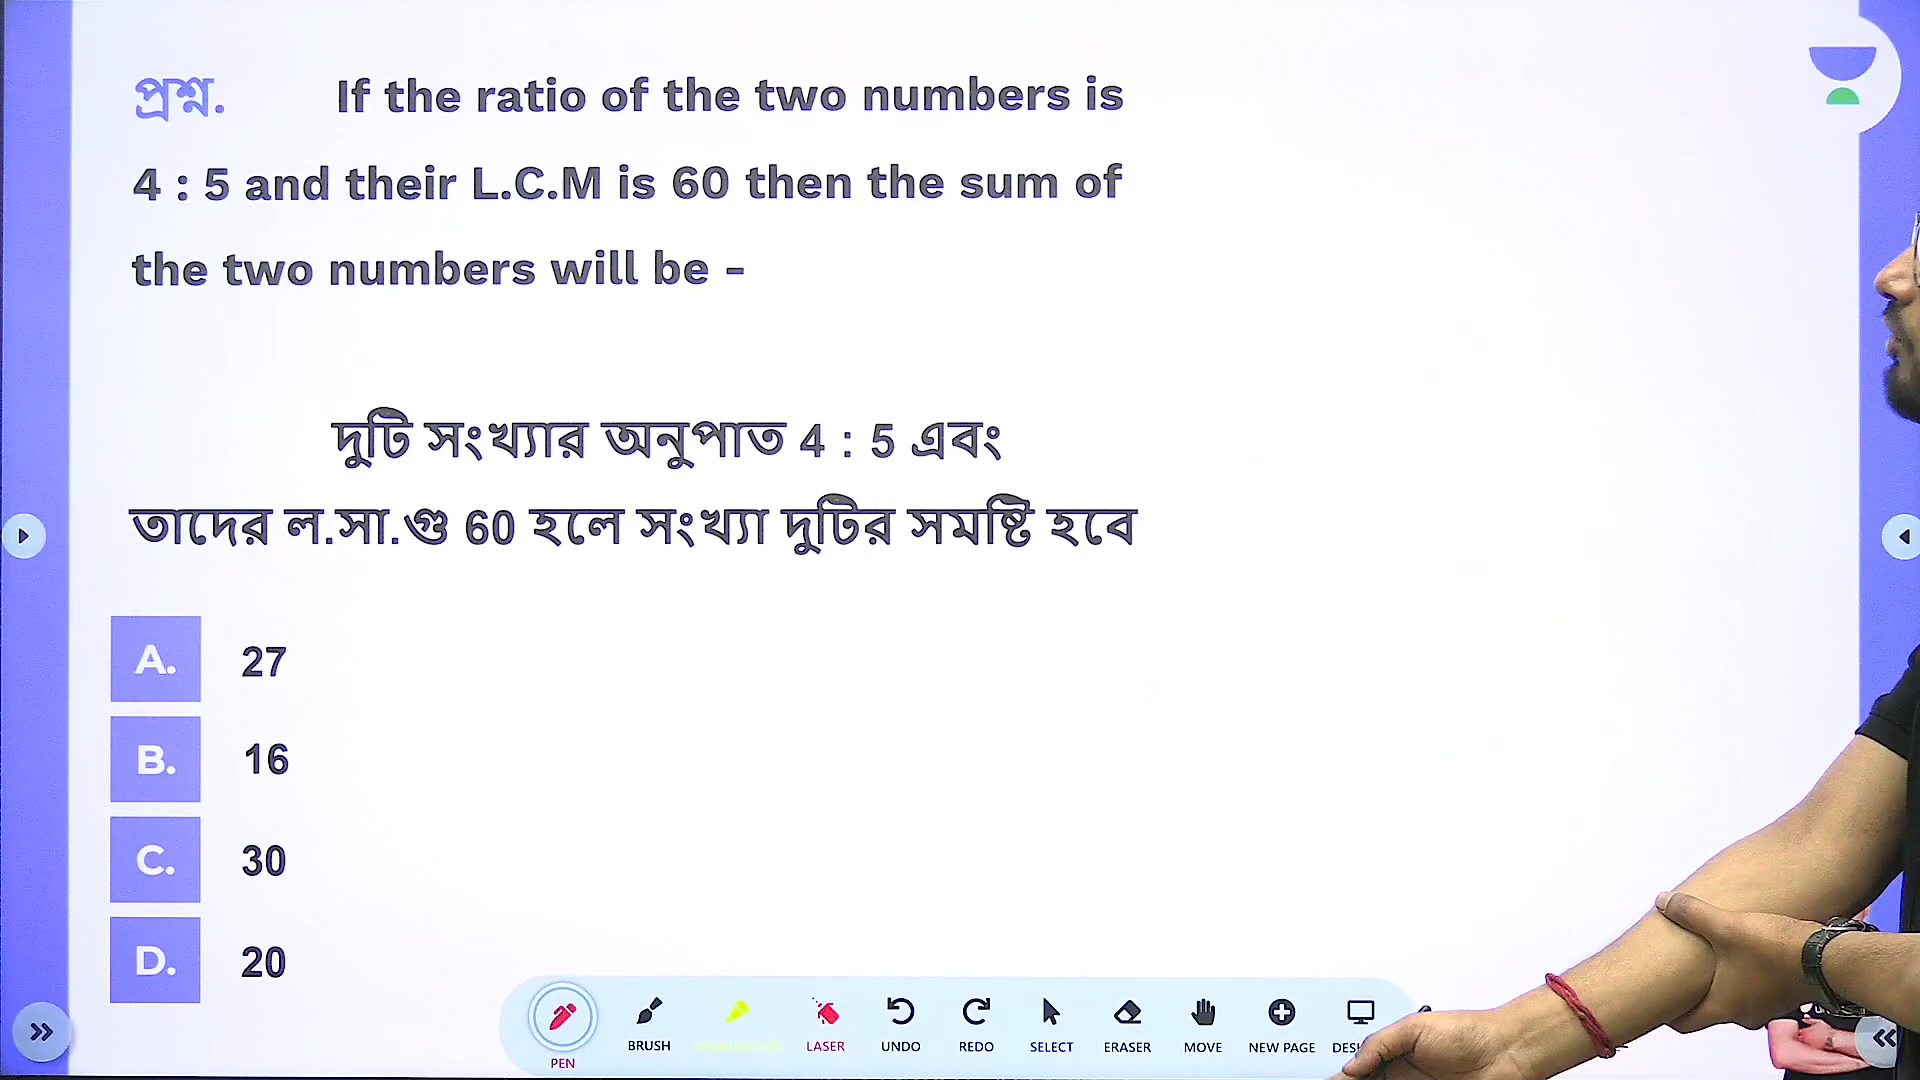 প্রশ্ন. If the ratio of the two numbers is
4 : 5 and their L.C.M is 60 then the sum of
the two numbers will be -
দুটি সংখ্যার অনুপাত 4 : 5 এবং
তাদের ল.সা.গু 60 হলে সংখ্যা দুটির সমষ্টি হবে
A. 27
B. 16
C. 30
D. 20
PEN BRUSH HIGHLIGHTER LASER UNDO REDO SELECT ERASER MOVE NEW PAGE